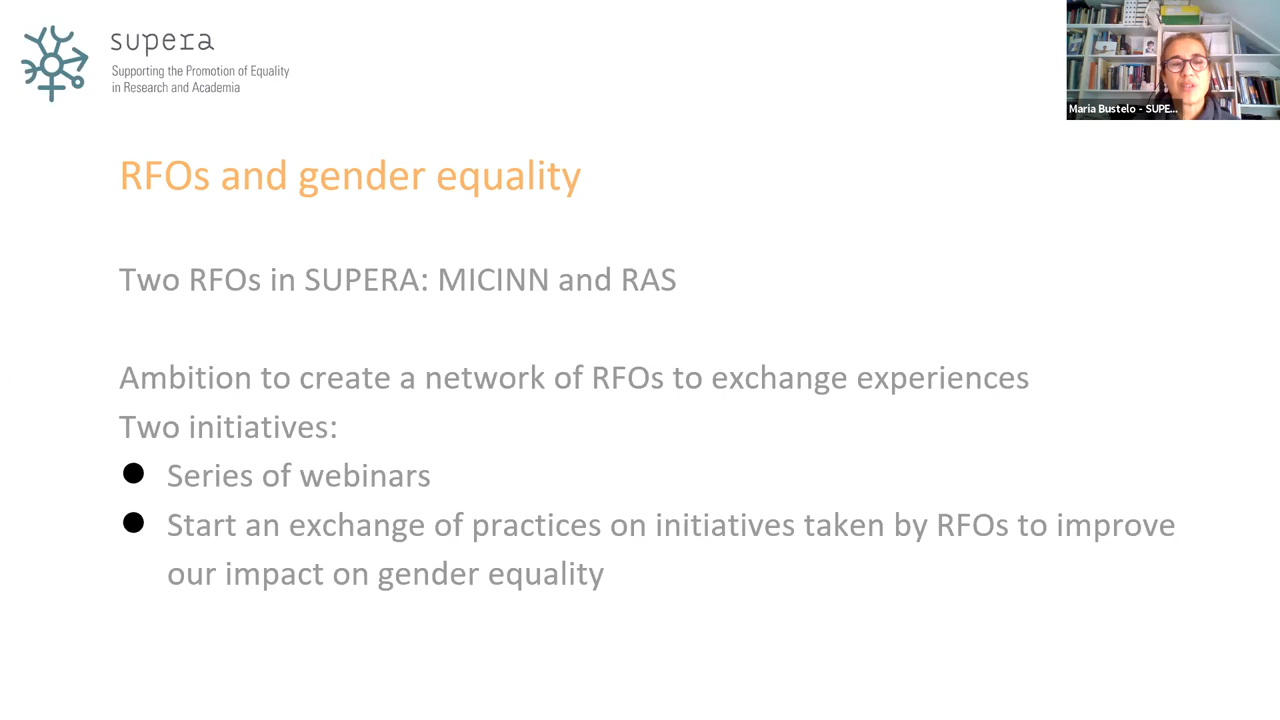 supera
Supporting the Promotion of Equality
in Research and Academia
Maria Bustelo - SUPE...
RFOs and gender equality
Two RFOs in SUPERA: MICINN and RAS
Ambition to create a network of RFOs to exchange experiences
Two initiatives:
● Series of webinars
● Start an exchange of practices on initiatives taken by RFOs to improve
our impact on gender equality